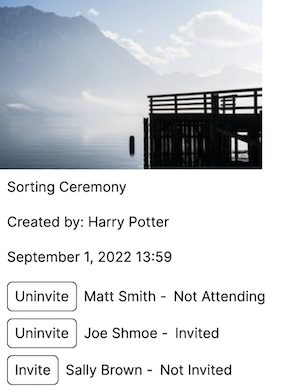 Sorting Ceremony
Created by: Harry Potter
September 1, 2022 13:59
Uninvite Matt Smith - Not Attending
Uninvite Joe Shmoe - Invited
Invite Sally Brown - Not Invited